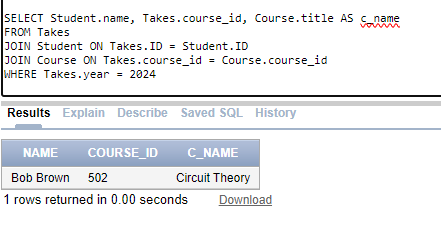 SELECT Student.name, Takes.course_id, Course.title AS c_name
FROM Takes
JOIN Student ON Takes.ID = Student.ID
JOIN Course ON Takes.course_id = Course.course_id
WHERE Takes.year = 2024
Results Explain Describe Saved SQL History
NAME COURSE_ID C_NAME
Bob Brown 502 Circuit Theory
1 rows returned in 0.00 seconds Download